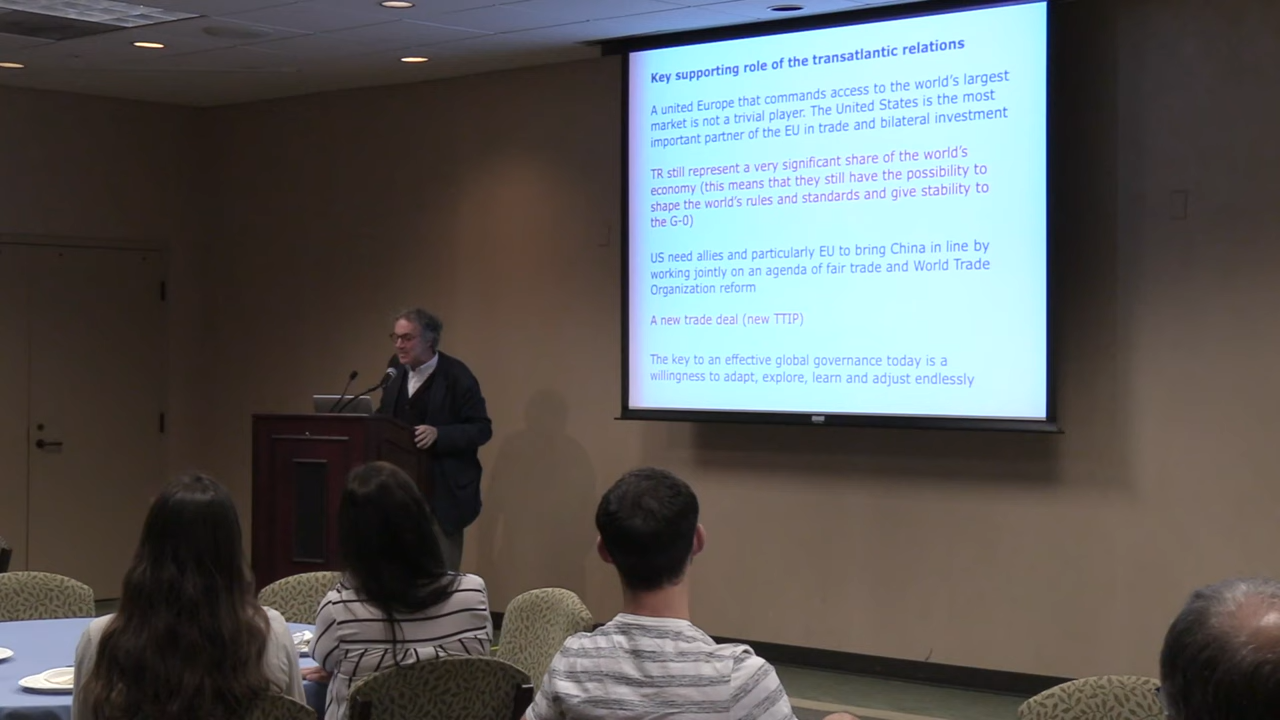 Key supporting role of the transatlantic relations
A united Europe that commands access to the world's largest
market is not a trivial player. The United States is the most
important partner of the EU in trade and bilateral investment
TR still represent a very significant share of the world's
economy (this means that they still have the possibility to
shape the world's rules and standards and give stability to
the G-0)
US need allies and particularly EU to bring China in line by
working jointly on an agenda of fair trade and World Trade
Organization reform
A new trade deal (new TTIP)
The key to an effective global governance today is a
willingness to adapt, explore, learn and adjust endlessly